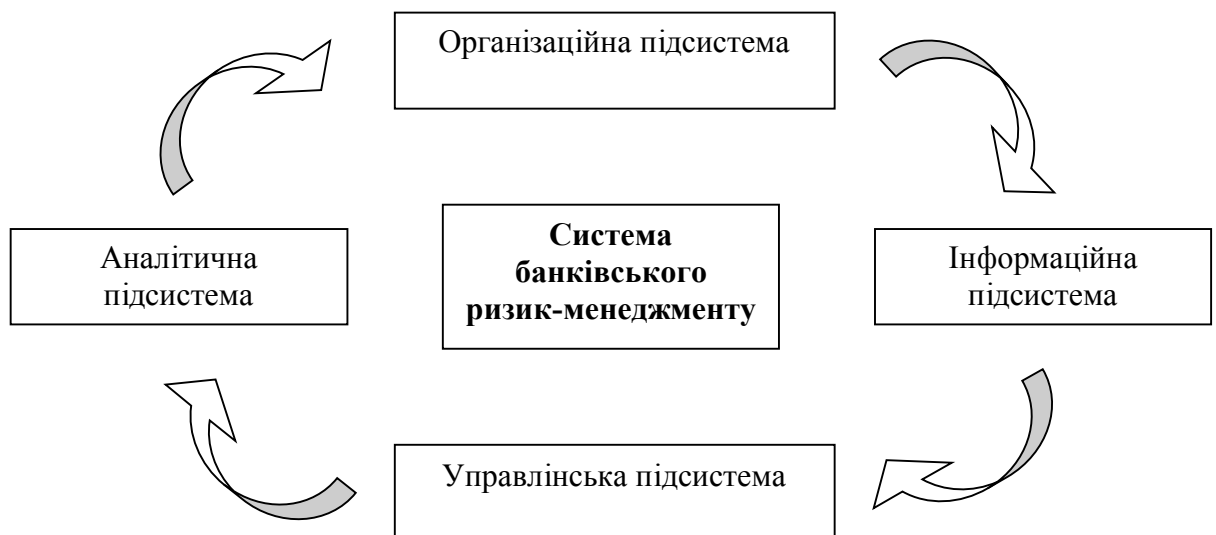 Організаційна підсистема
Аналітична
підсистема
Система
банківського
ризик-менеджменту
Інформаційна
підсистема
Управлінська підсистема